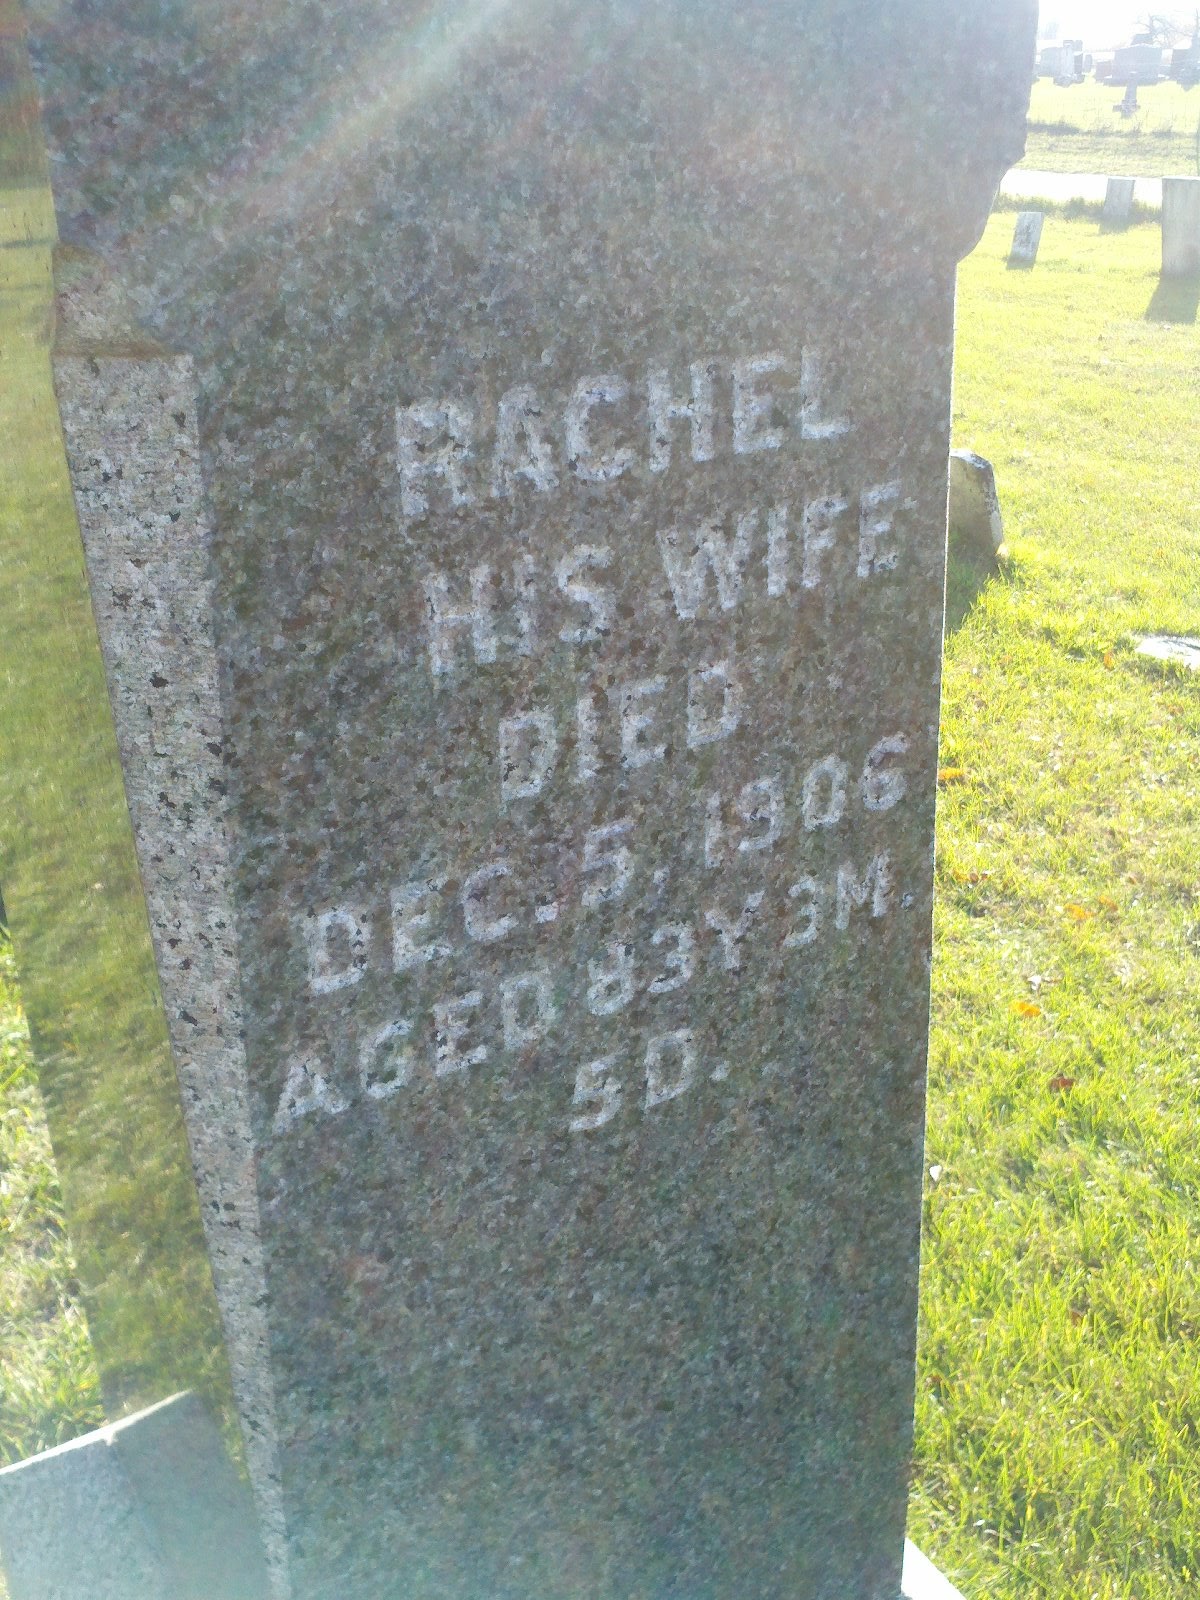 RACHEL
HIS WIFE
DIED
DEC. 5, 1906
AGED 83Y 3M.
5D.